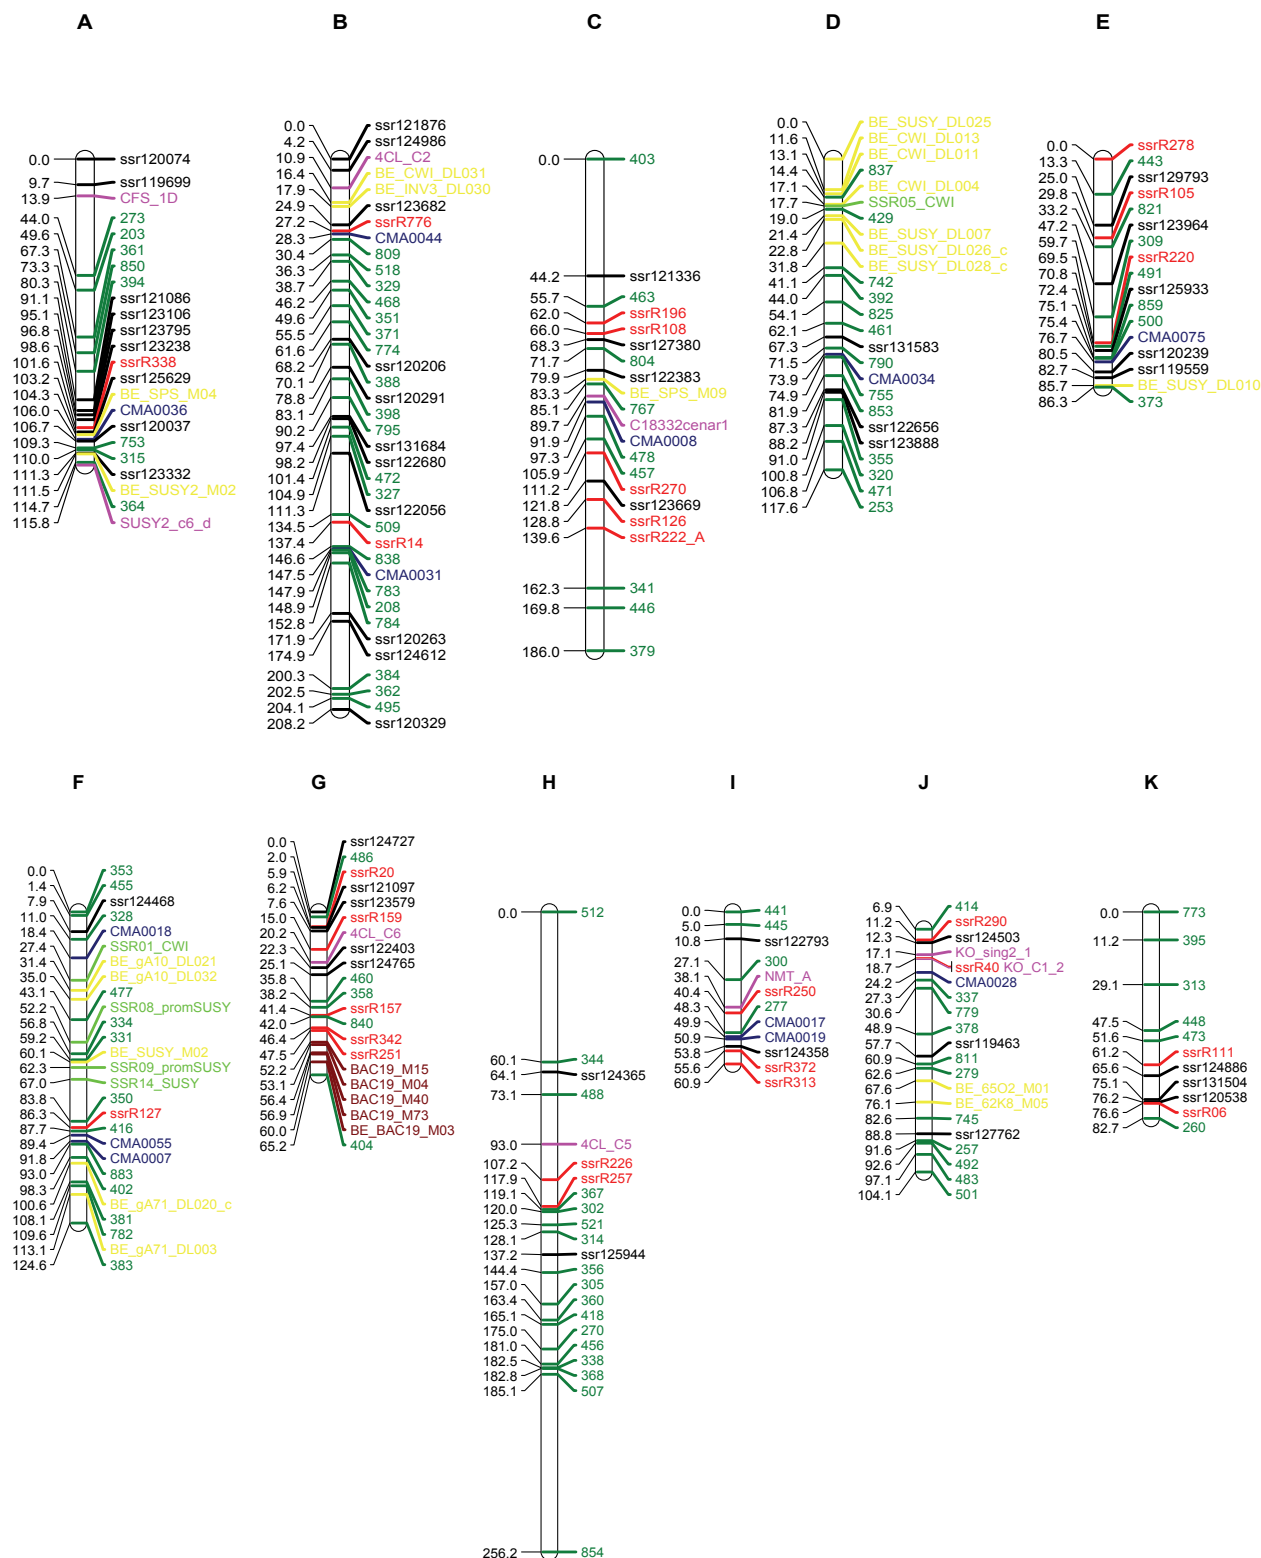 A
0.0 ssr120074
9.7 ssr119699
13.9 CFS_1D
44.0 273
49.6 203
67.3 361
73.3 850
80.3 394
91.1 ssr121086
95.1 ssr123106
96.8 ssr123795
98.6 ssr123238
101.6 ssrR338
103.2 ssr125629
104.3 BE_SPS_M04
106.0 CMA0036
106.7 ssr120037
109.3 753
110.0 315
111.3 ssr123332
111.5 BE_SUSY2_M02
114.7 364
115.8 SUSY2_c6_d
B
0.0 ssr121876
4.2 ssr124986
10.9 4CL_C2
16.4 BE_CWI_DL031
17.9 BE_INV3_DL030
24.9 ssr123682
27.2 ssrR776
28.3 CMA0044
30.4 809
36.3 518
38.7 329
46.2 468
49.6 351
55.5 371
61.6 774
68.2 ssr120206
70.1 388
78.8 ssr120291
83.1 398
90.2 795
97.4 ssr131684
98.2 ssr122680
101.4 472
104.9 327
111.3 ssr122056
134.5 509
137.4 ssrR14
146.6 838
147.5 CMA0031
147.9 783
148.9 208
152.8 784
171.9 ssr120263
174.9 ssr124612
200.3 384
202.5 362
204.1 495
208.2 ssr120329
C
0.0 403
44.2 ssr121336
55.7 463
62.0 ssrR196
66.0 ssrR108
68.3 ssr127380
71.7 804
79.9 ssr122383
83.3 BE_SPS_M09
85.1 767
89.7 C18332cenar1
91.9 CMA0008
97.3 478
105.9 457
111.2 ssrR270
121.8 ssr123669
128.8 ssrR126
139.6 ssrR222_A
162.3 341
169.8 446
186.0 379
D
0.0 BE_SUSY_DL025
11.6 BE_CWI_DL013
13.1 BE_CWI_DL011
14.4 837
17.1 BE_CWI_DL004
17.7 SSR05_CWI
19.0 429
21.4 BE_SUSY_DL007
22.8 BE_SUSY_DL026_c
31.8 BE_SUSY_DL028_c
41.1 742
44.0 392
54.1 825
62.1 461
67.3 ssr131583
71.5 790
73.9 CMA0034
74.9 755
81.9 853
87.3 ssr122656
88.2 ssr123888
91.0 355
100.8 320
106.8 471
117.6 253
E
0.0 ssrR278
13.3 443
25.0 ssr129793
29.8 ssrR105
33.2 821
47.2 ssr123964
59.7 309
69.5 ssrR220
70.8 491
72.4 ssr125933
75.1 859
75.4 500
76.7 CMA0075
80.5 ssr120239
82.7 ssr119559
85.7 BE_SUSY_DL010
86.3 373
F
0.0 353
1.4 455
7.9 ssr124468
11.0 328
18.4 CMA0018
27.4 SSR01_CWI
31.4 BE_gA10_DL021
35.0 BE_gA10_DL032
43.1 477
52.2 SSR08_promSUSY
56.8 334
59.2 331
60.1 BE_SUSY_M02
62.3 SSR09_promSUSY
67.0 SSR14_SUSY
83.8 350
86.3 ssrR127
87.7 416
89.4 CMA0055
91.8 CMA0007
93.0 883
98.3 402
100.6 BE_gA71_DL020_c
108.1 381
109.6 782
113.1 BE_gA71_DL003
124.6 383
G
0.0 ssr124727
2.0 486
5.9 ssrR20
6.2 ssr121097
7.6 ssr123579
15.0 ssrR159
20.2 4CL_C6
22.3 ssr122403
25.1 ssr124765
35.8 460
38.2 358
41.4 ssrR157
42.0 840
46.4 ssrR342
47.5 ssrR251
52.2 BAC19_M15
53.1 BAC19_M04
56.4 BAC19_M40
56.9 BAC19_M73
60.0 BE_BAC19_M03
65.2 404
H
0.0 512
60.1 344
64.1 ssr124365
73.1 488
93.0 4CL_C5
107.2 ssrR226
117.9 ssrR257
119.1 367
120.0 302
125.3 521
128.1 314
137.2 ssr125944
144.4 356
157.0 305
163.4 360
165.1 418
175.0 270
181.0 456
182.5 338
182.8 368
185.1 507
256.2 854
I
0.0 441
5.0 445
10.8 ssr122793
27.1 300
38.1 NMT_A
40.4 ssrR250
48.3 277
49.9 CMA0017
50.9 CMA0019
53.8 ssr124358
55.6 ssrR372
60.9 ssrR313
J
6.9 414
11.2 ssrR290
12.3 ssr124503
17.1 KO_sing2_1
18.7 ssrR40 KO_C1_2
24.2 CMA0028
27.3 337
30.6 779
48.9 378
57.7 ssr119463
60.9 811
62.6 279
67.6 BE_65O2_M01
76.1 BE_62K8_M05
82.6 745
88.8 ssr127762
91.6 257
92.6 492
97.1 483
104.1 501
K
0.0 773
11.2 395
29.1 313
47.5 448
51.6 473
61.2 ssrR111
65.6 ssr124886
75.1 ssr131504
76.2 ssr120538
76.6 ssrR06
82.7 260